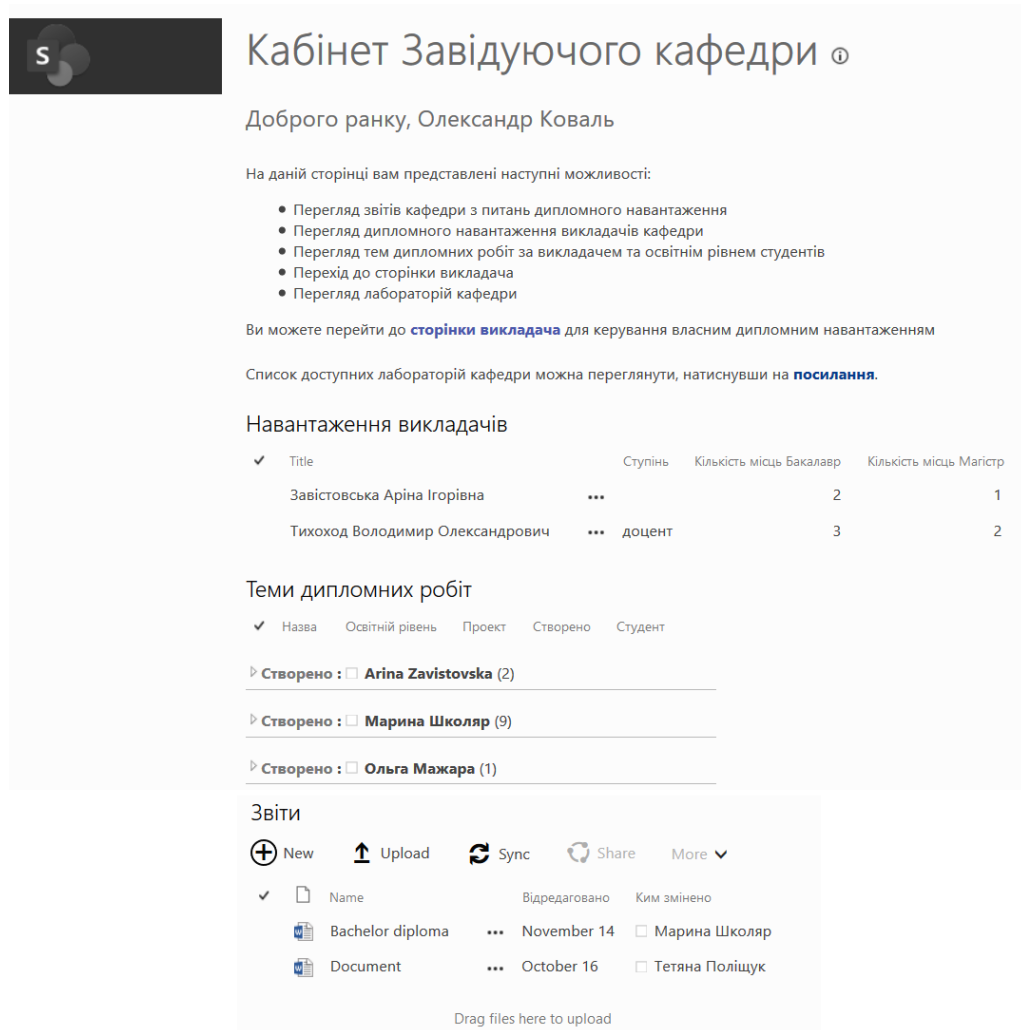 S
Кабінет Завідуючого кафедри
Доброго ранку, Олександр Коваль
На даній сторінці вам представлені наступні можливості:
• Перегляд звітів кафедри з питань дипломного навантаження
• Перегляд дипломного навантаження викладачів кафедри
• Перегляд тем дипломних робіт за викладачем та освітнім рівнем студентів
• Перехід до сторінки викладача
• Перегляд лабораторій кафедри
Ви можете перейти до сторінки викладача для керування власним дипломним навантаженням
Список доступних лабораторій кафедри можна переглянути, натиснувши на посилання.
Навантаження викладачів
Title Ступінь Кількість місць Бакалавр Кількість місць Магістр
Завістовська Аріна Ігорівна ... 2 1
Тихоход Володимир Олександрович ... доцент 3 2
Теми дипломних робіт
Назва Освітній рівень Проект Створено Студент
Створено : Arina Zavistovska (2)
Створено : Марина Школяр (9)
Створено : Ольга Мажара (1)
Звіти
New Upload Sync Share More
Name Відредаговано Ким змінено
Bachelor diploma ... November 14 Марина Школяр
Document ... October 16 Тетяна Поліщук
Drag files here to upload